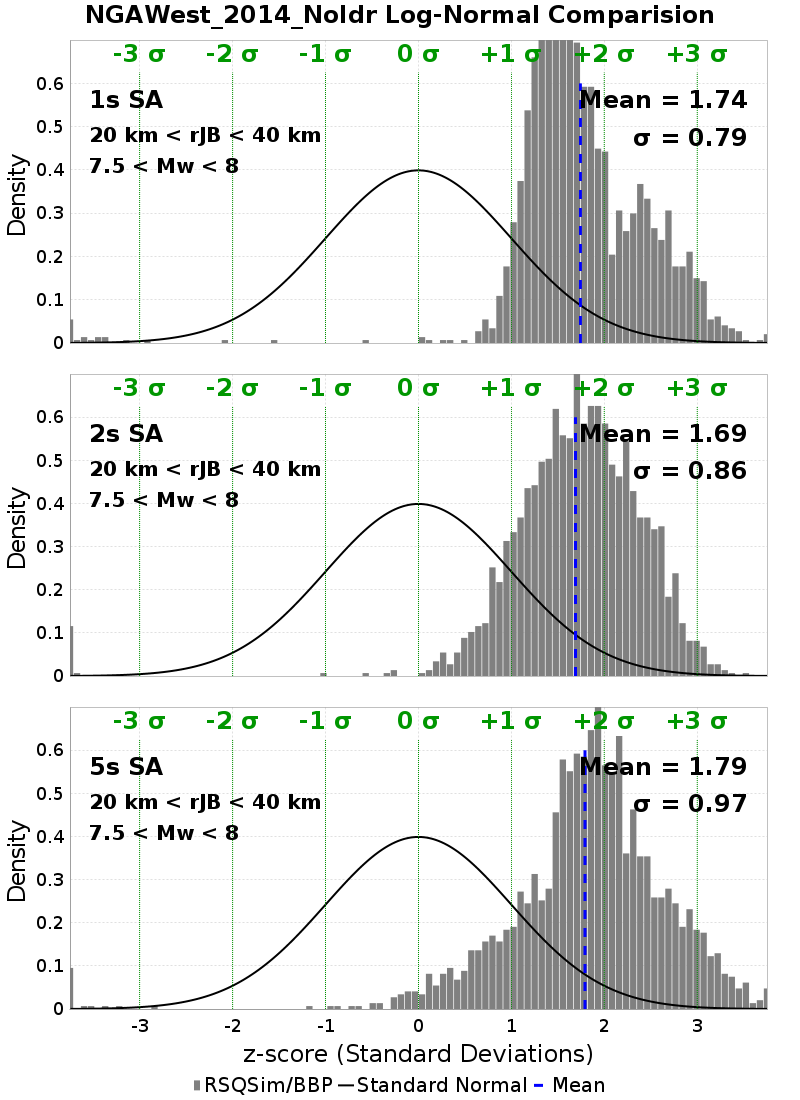 NGAWest_2014_NoIdr Log-Normal Comparision
-3 σ -2 σ -1 σ 0 σ +1 σ +2 σ +3 σ
0.6
1s SA Mean = 1.74
0.5
20 km < rJB < 40 km σ = 0.79
0.4
7.5 < Mw < 8
Density
0.3
0.2
0.1
0
-3 σ -2 σ -1 σ 0 σ +1 σ +2 σ +3 σ
0.6
2s SA Mean = 1.69
0.5
20 km < rJB < 40 km σ = 0.86
0.4
7.5 < Mw < 8
Density
0.3
0.2
0.1
0
-3 σ -2 σ -1 σ 0 σ +1 σ +2 σ +3 σ
0.6
5s SA Mean = 1.79
0.5
20 km < rJB < 40 km σ = 0.97
0.4
7.5 < Mw < 8
Density
0.3
0.2
0.1
0
-3 -2 -1 0 1 2 3
z-score (Standard Deviations)
RSQSim/BBP Standard Normal Mean